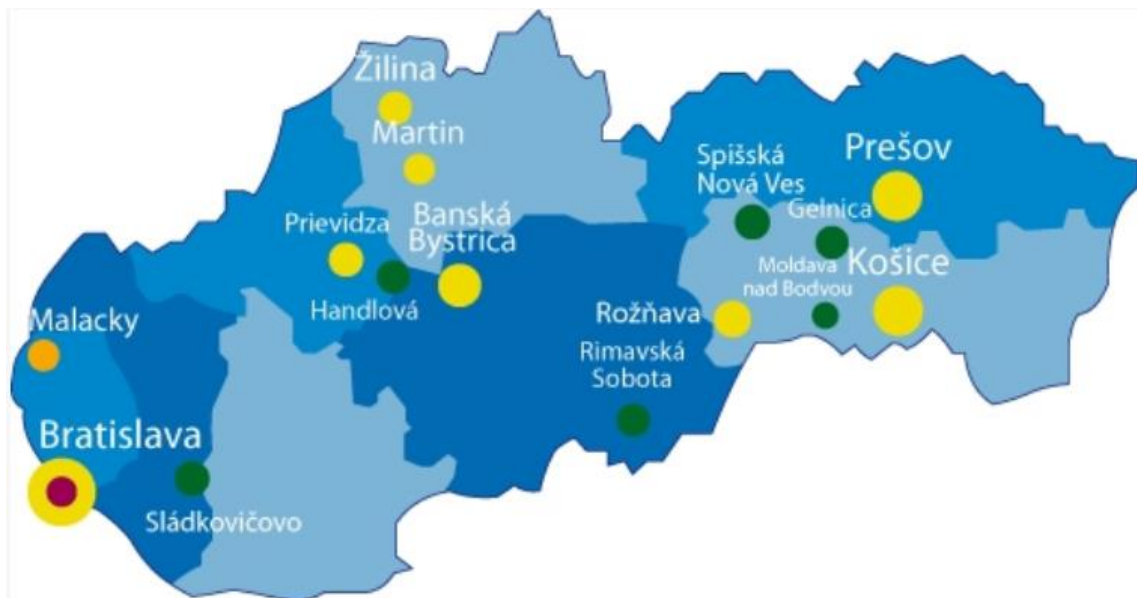 Žilina
Martin
Prievidza
Banská
Bystrica
Handlová
Malacky
Bratislava
Sládkovičovo
Spišská
Nová Ves
Prešov
Gelnica
Moldava
nad Bodvou
Košice
Rožňava
Rimavská
Sobota